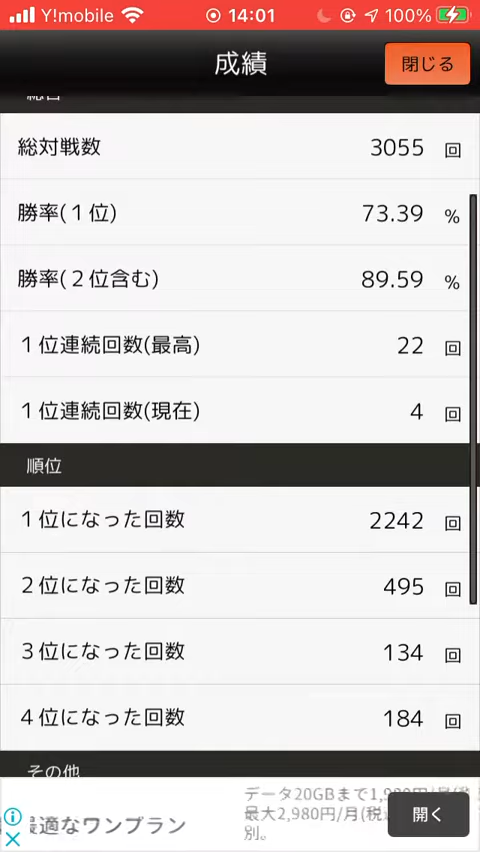 Y!mobile 14:01 100%
成績 閉じる
総合
総対戦数 3055 回
勝率(１位) 73.39 %
勝率(２位含む) 89.59 %
１位連続回数(最高) 22 回
１位連続回数(現在) 4 回
順位
１位になった回数 2242 回
２位になった回数 495 回
３位になった回数 134 回
４位になった回数 184 回
その他
データ20GBまで1,980円/月(税
最適なワンプラン 最大2,980円/月(税 開く
別。